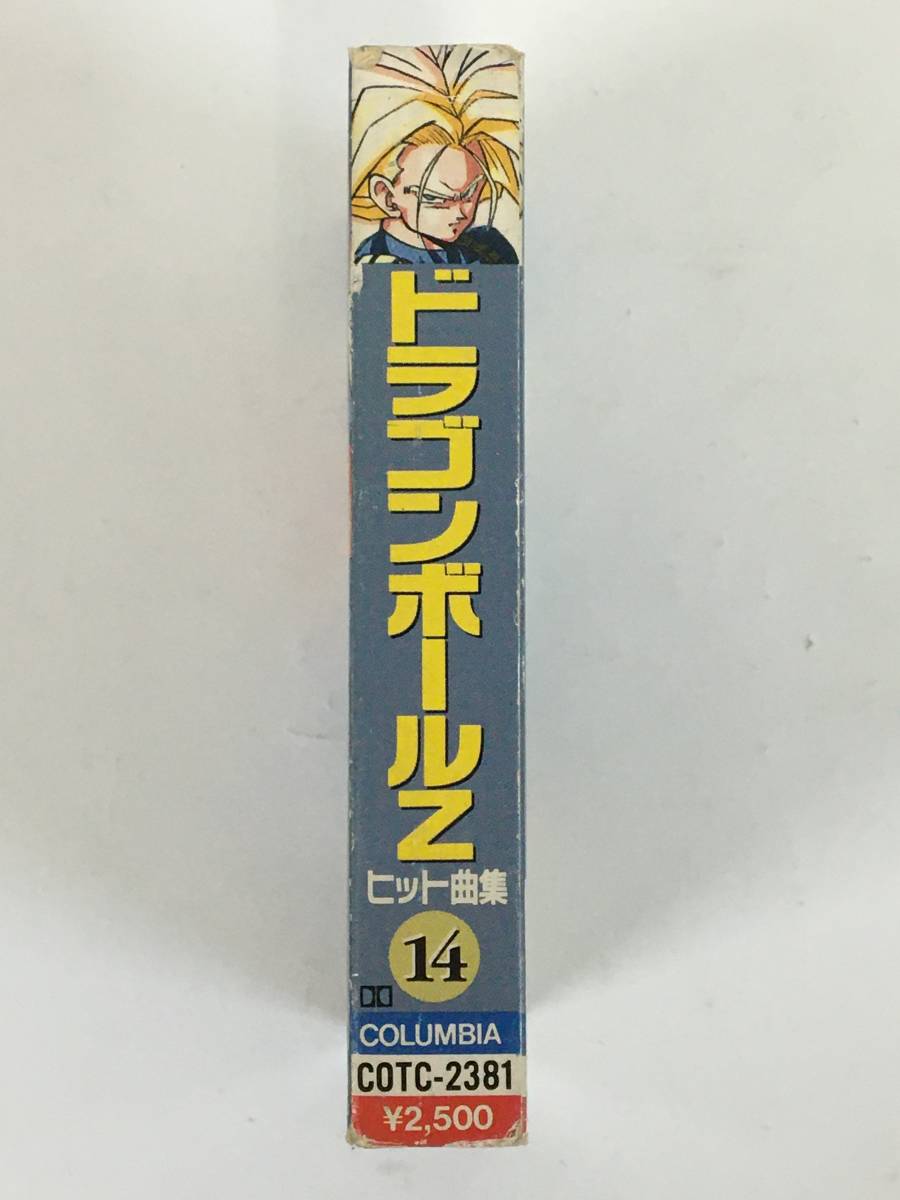 ドラゴンボールZ
ヒット曲集
14
COLUMBIA
COTC-2381
¥2,500